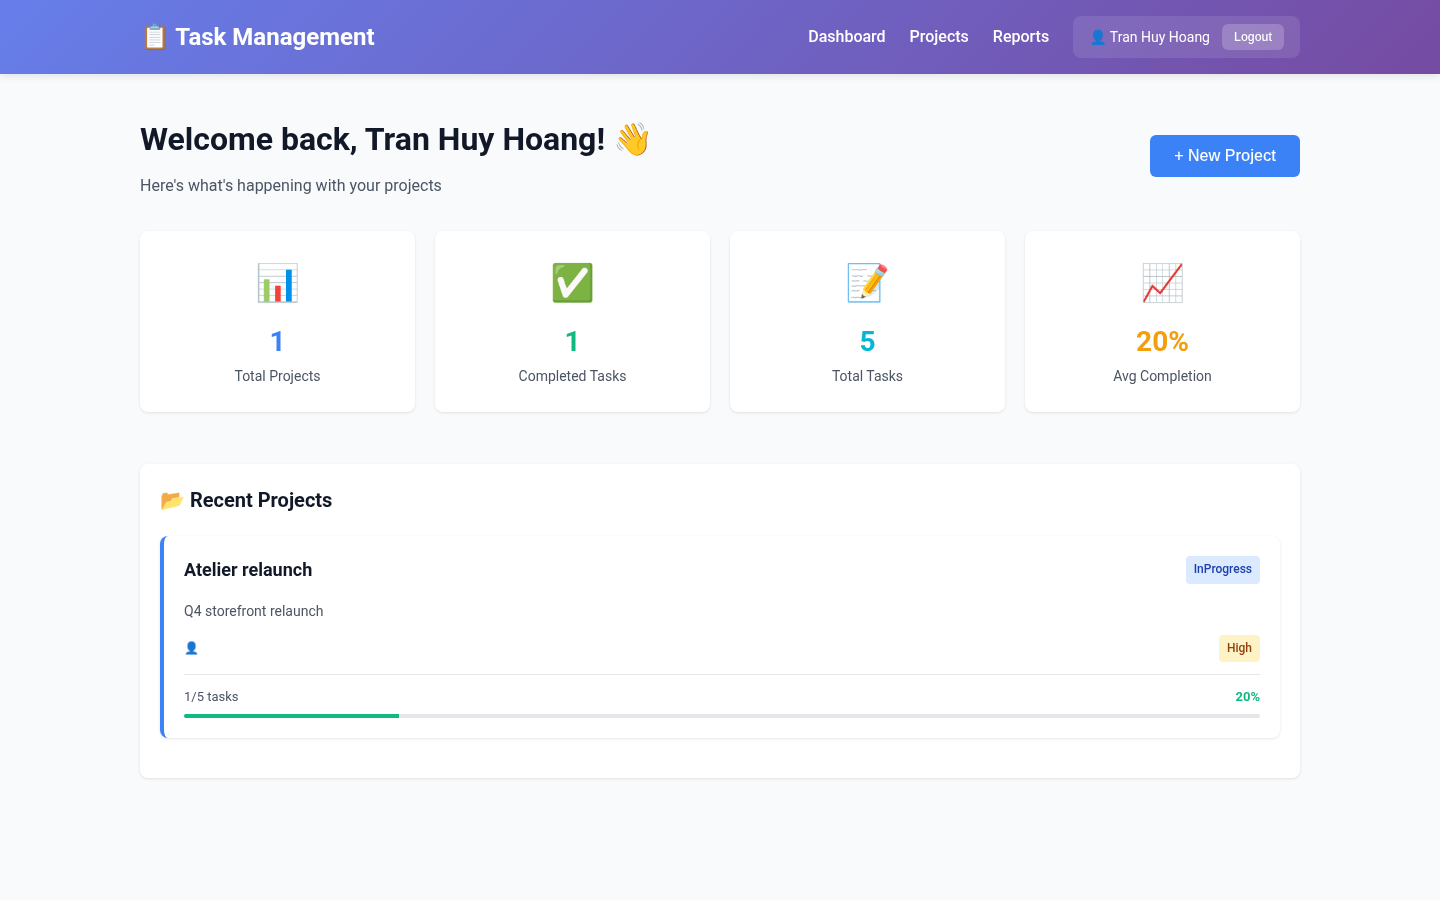 📋 Task Management
Dashboard
Projects
Reports
👤 Tran Huy Hoang
Logout
Welcome back, Tran Huy Hoang! 👋
Here's what's happening with your projects
+ New Project
1
Total Projects
1
Completed Tasks
5
Total Tasks
20%
Avg Completion
📂 Recent Projects
Atelier relaunch
InProgress
Q4 storefront relaunch
👤
High
1/5 tasks
20%